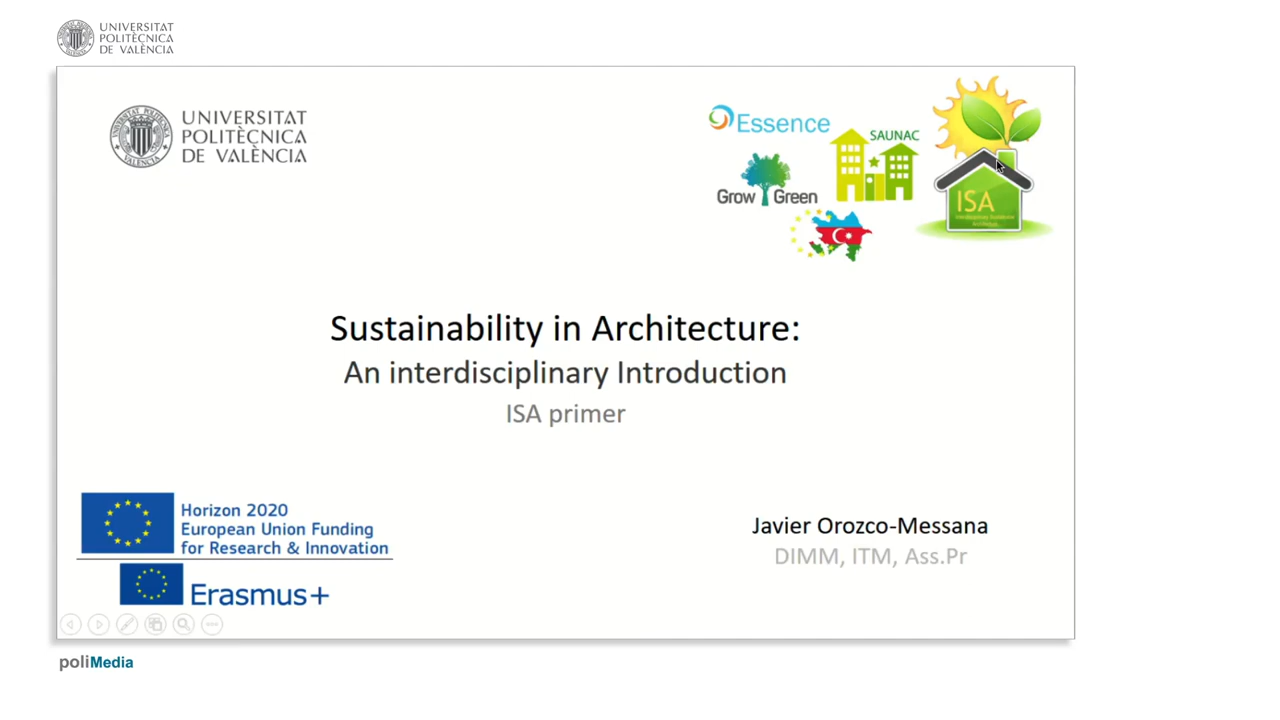 UNIVERSITAT
POLITÈCNICA
DE VALÈNCIA
UNIVERSITAT
POLITÈCNICA
DE VALÈNCIA
Essence
SAUNAC
Grow Green
ISA
Sustainability in Architecture:
An interdisciplinary Introduction
ISA primer
Horizon 2020
European Union Funding
for Research & Innovation
Erasmus+
Javier Orozco-Messana
DIMM, ITM, Ass.Pr
poliMedia